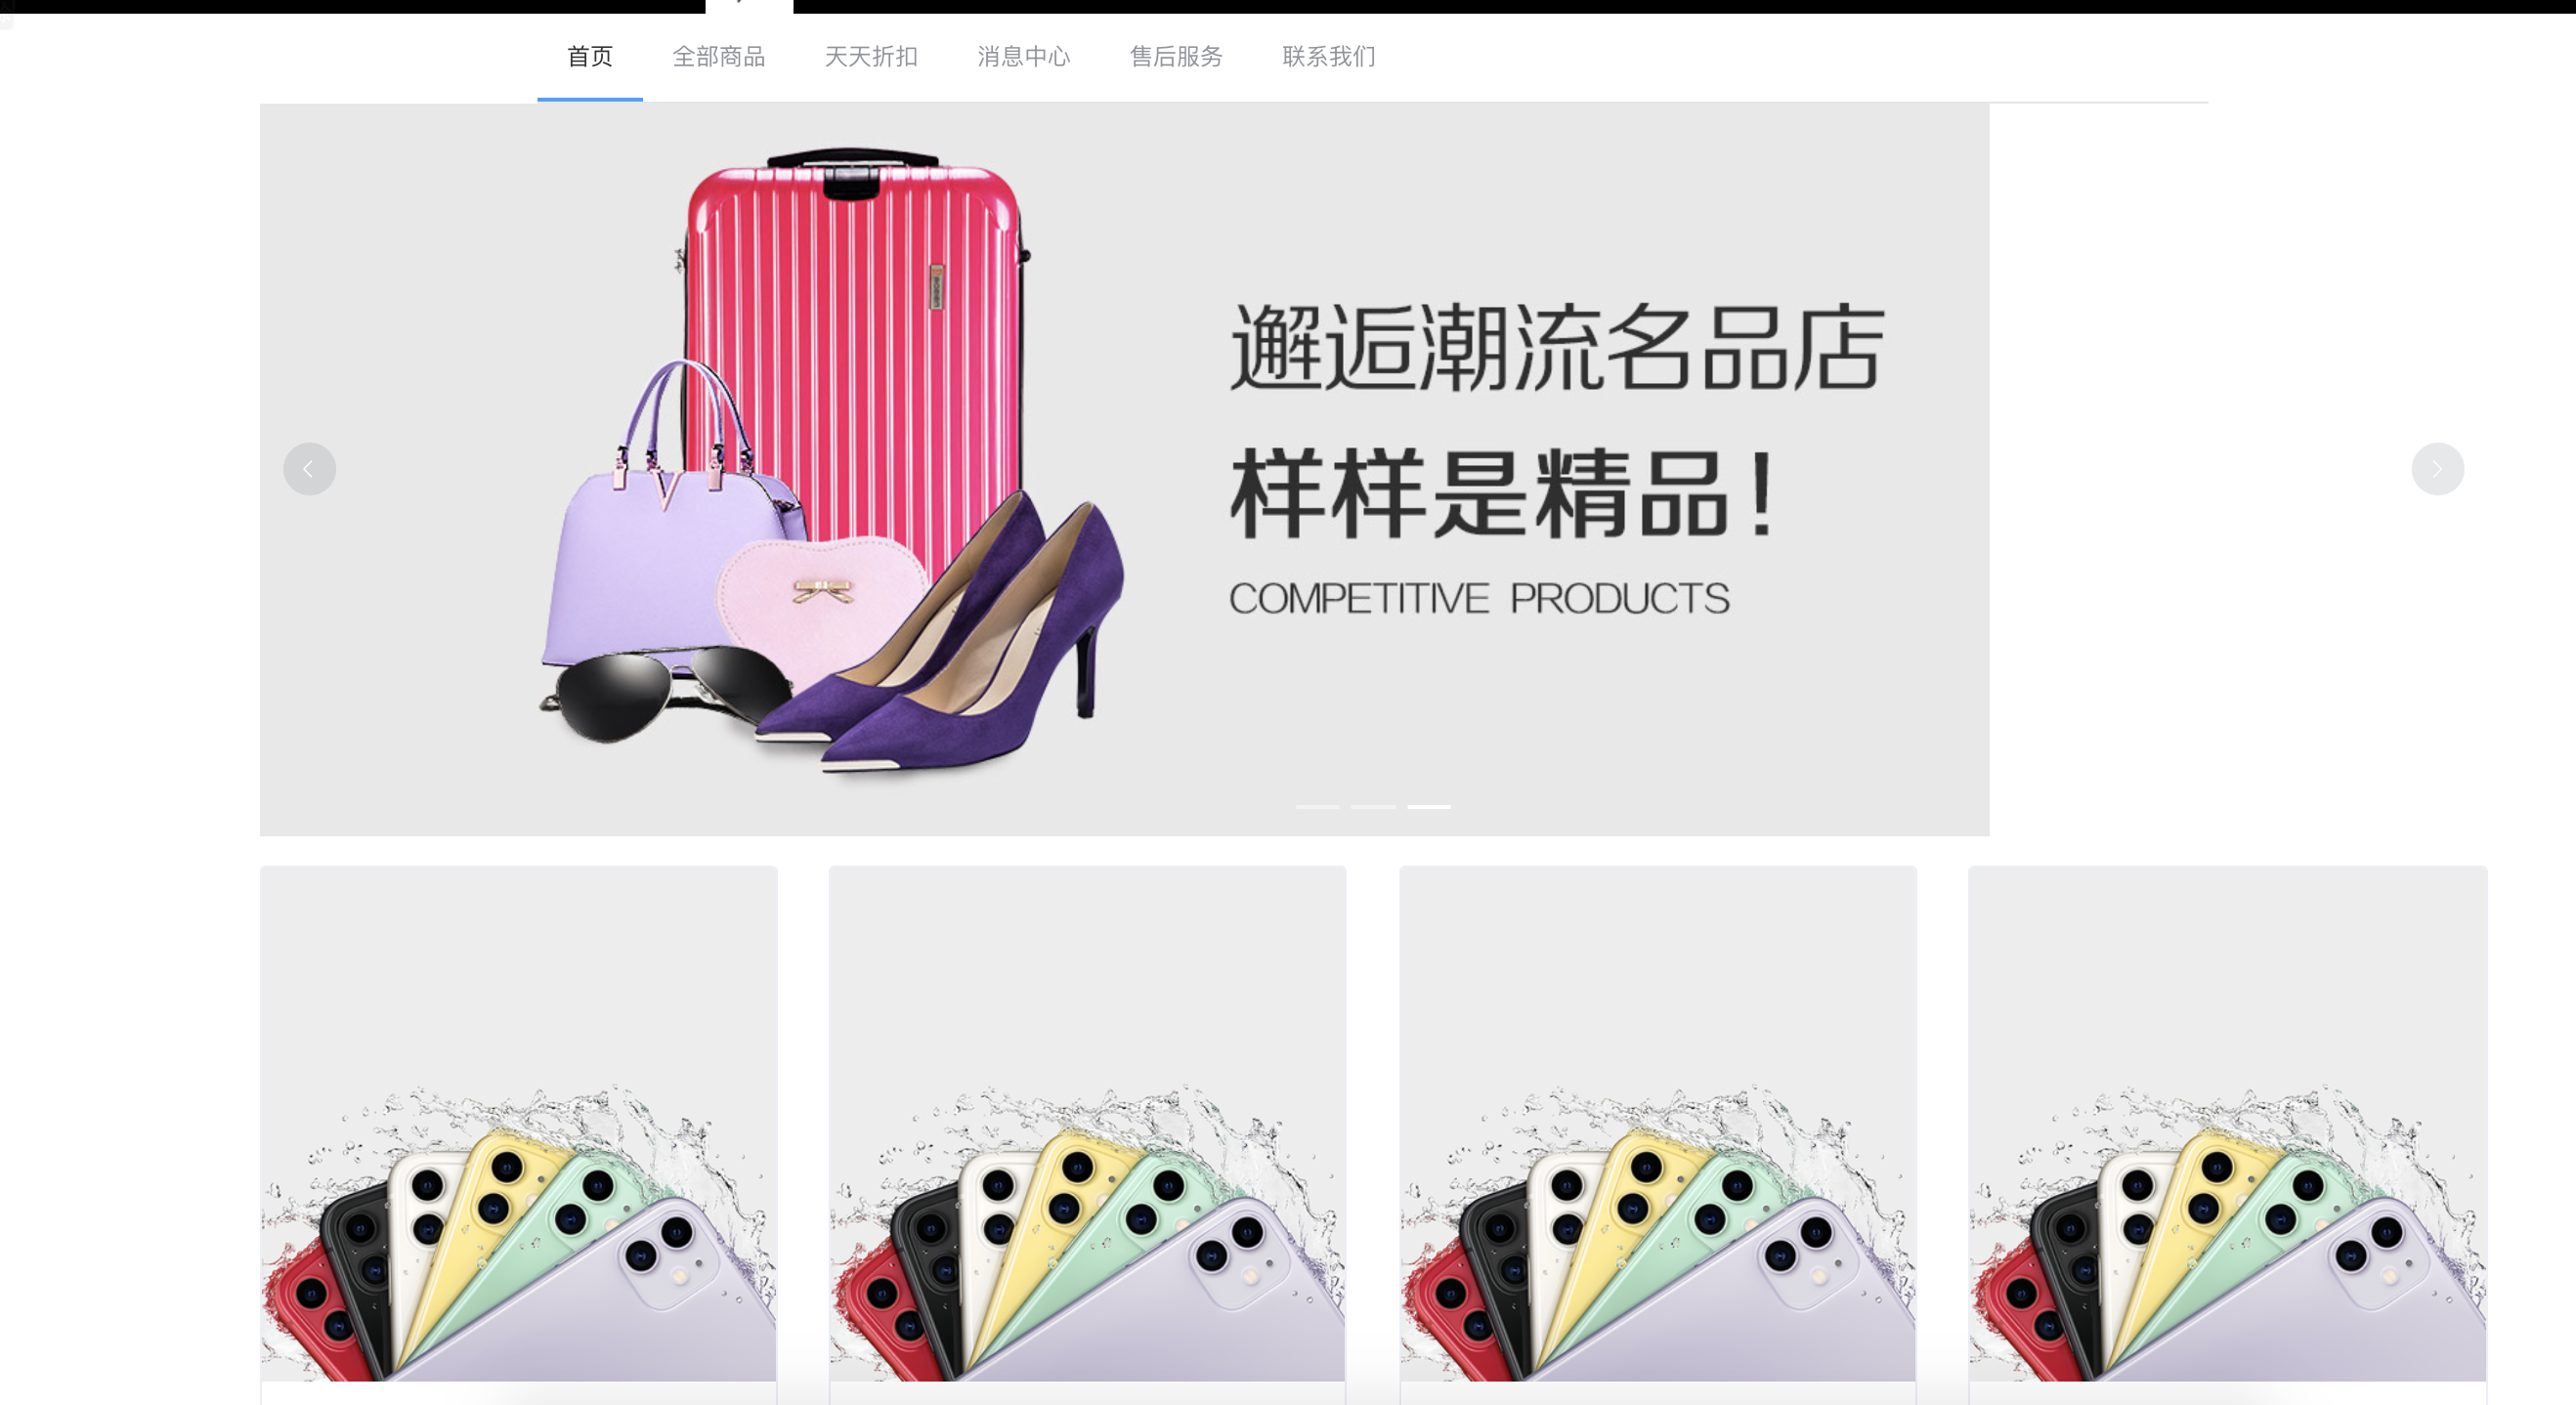 首页 全部商品 天天折扣 消息中心 售后服务 联系我们
邂逅潮流名品店
样样是精品！
COMPETITIVE PRODUCTS